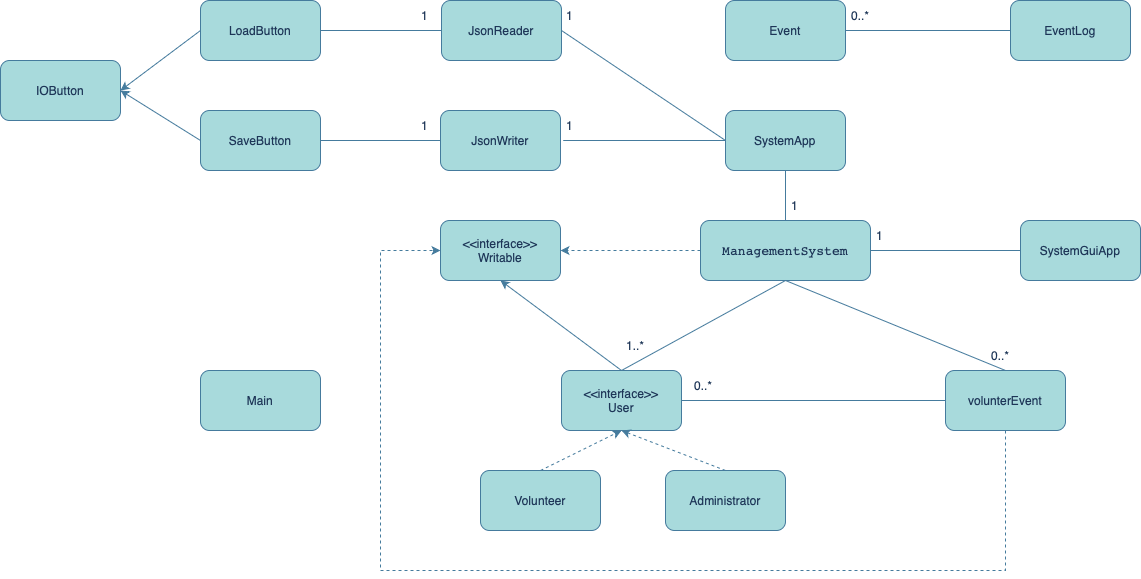 LoadButton
1
JsonReader
1
Event
0..*
EventLog
IOButton
SaveButton
1
JsonWriter
1
SystemApp
1
<<interface>>
Writable
ManagementSystem
1
SystemGuiApp
1..*
0..*
Main
<<interface>>
User
0..*
volunterEvent
Volunteer
Administrator